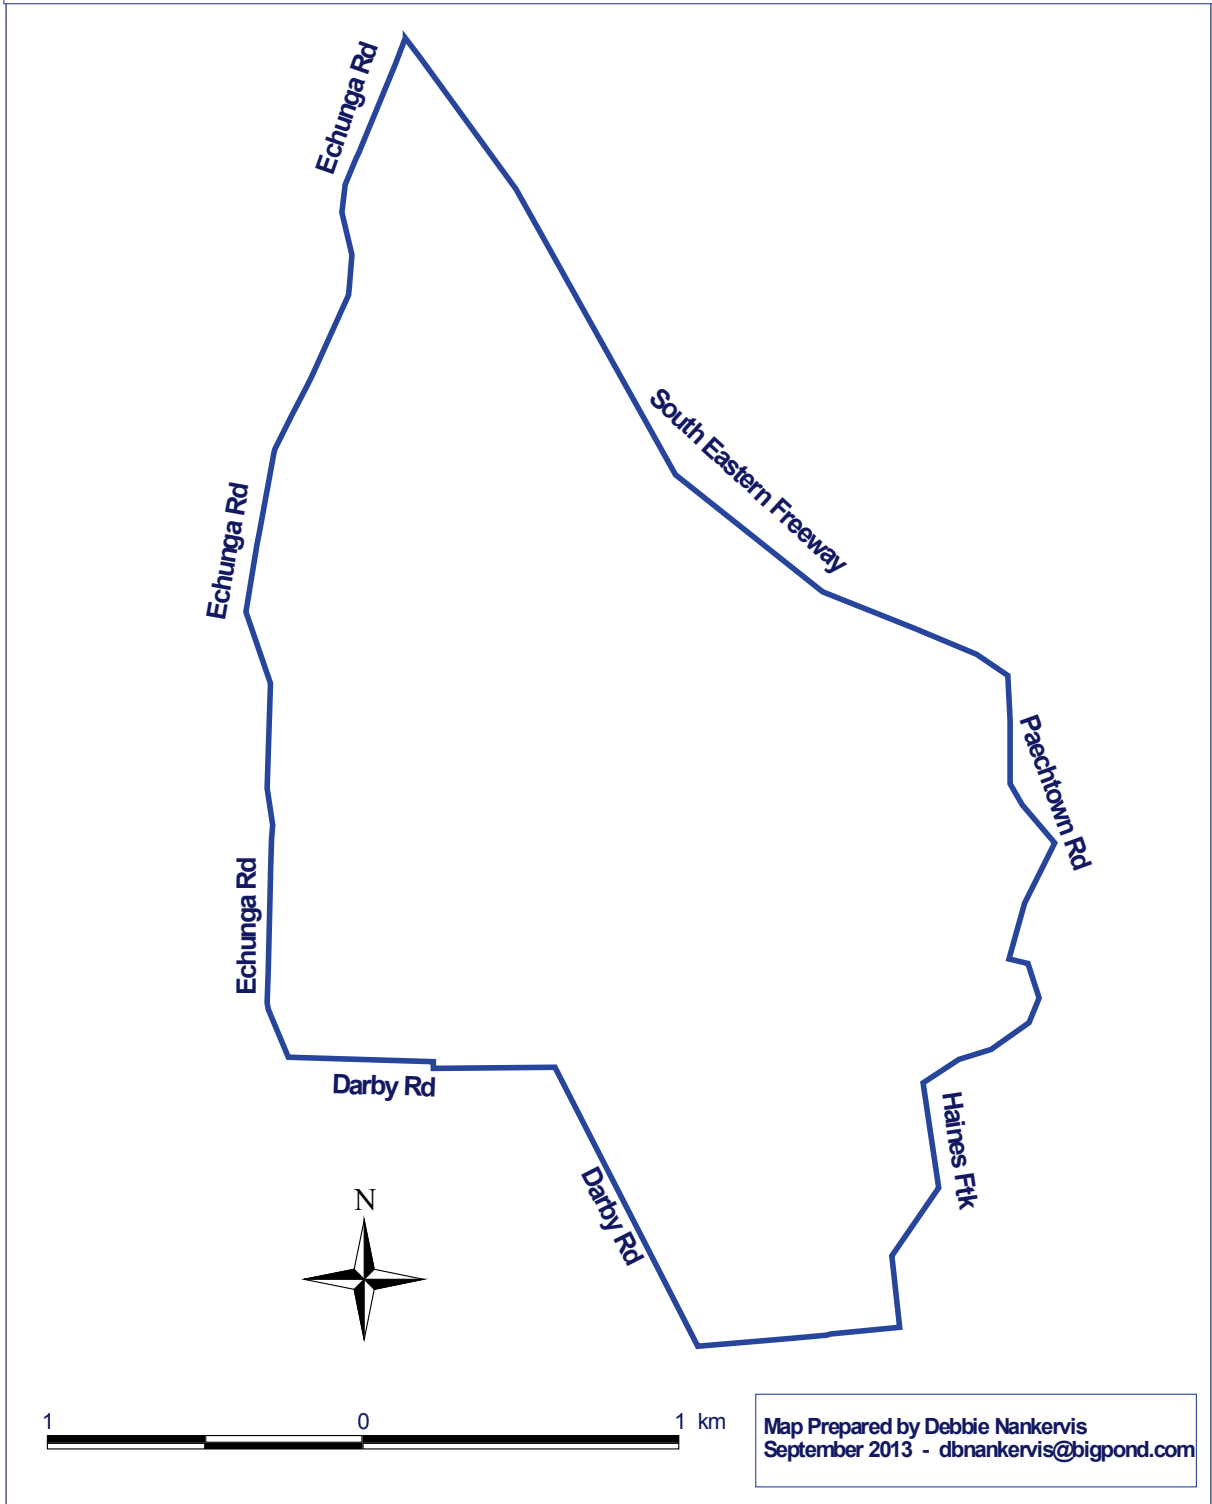 Echunga Rd
South Eastern Freeway
Echunga Rd
Paechtown Rd
Echunga Rd
Darby Rd
Haines Ftk
Darby Rd
N
1 0 1 km
Map Prepared by Debbie Nankervis
September 2013 - dbnankervis@bigpond.com